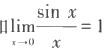 ∏ lim x→0 sin x / x = 1